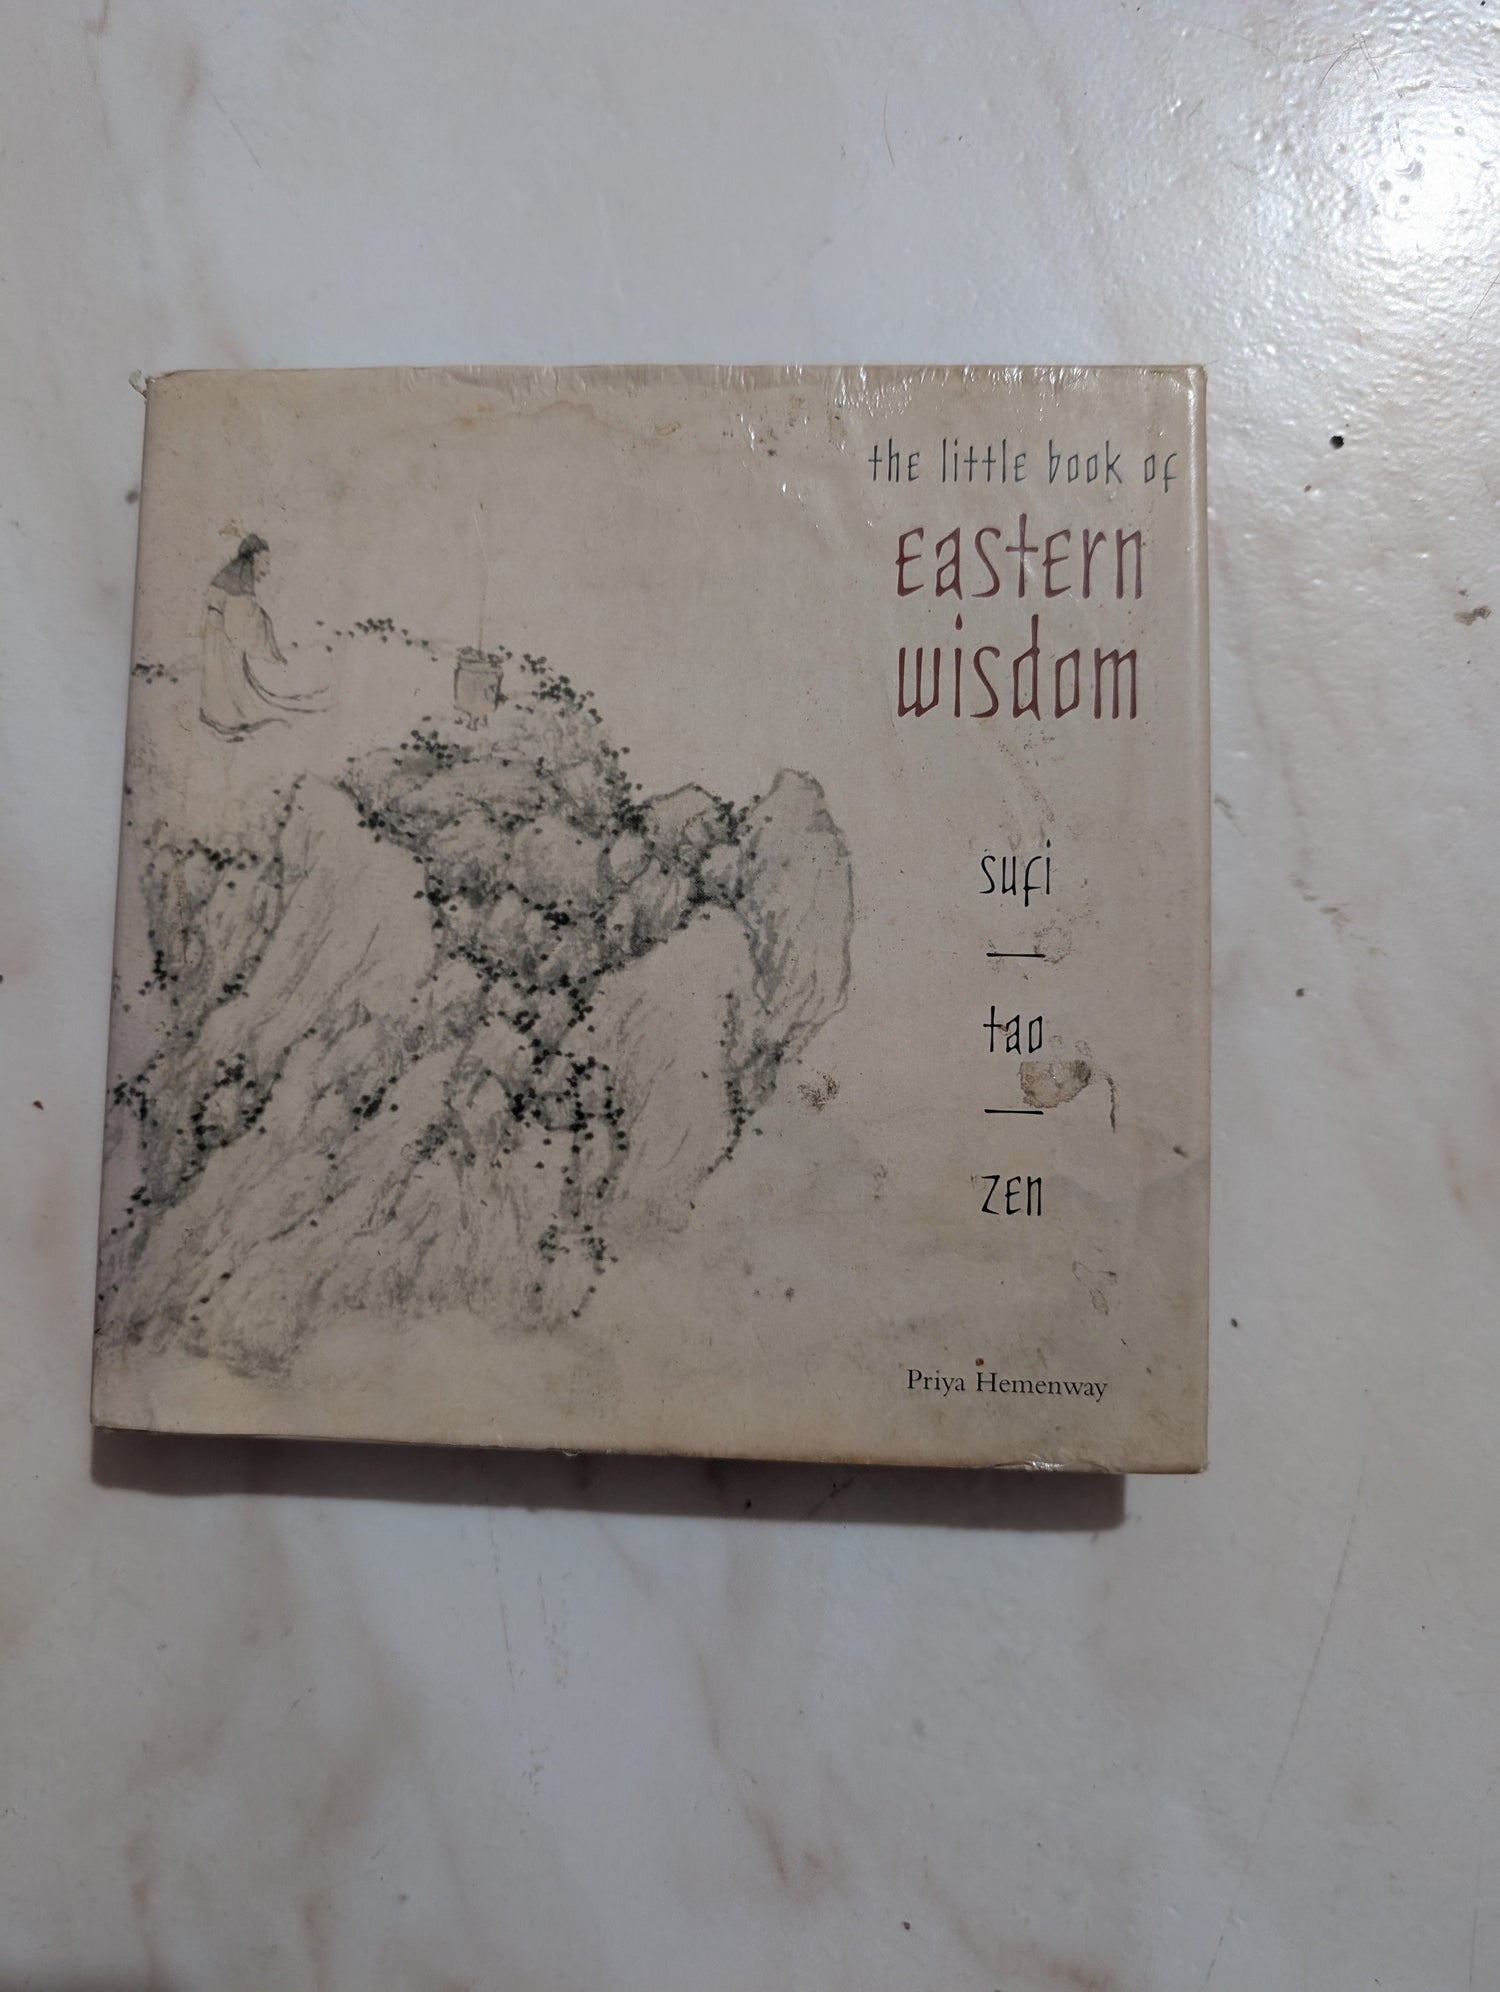 the little book of
eastern
wisdom
sufi
tao
zen
Priya Hemenway